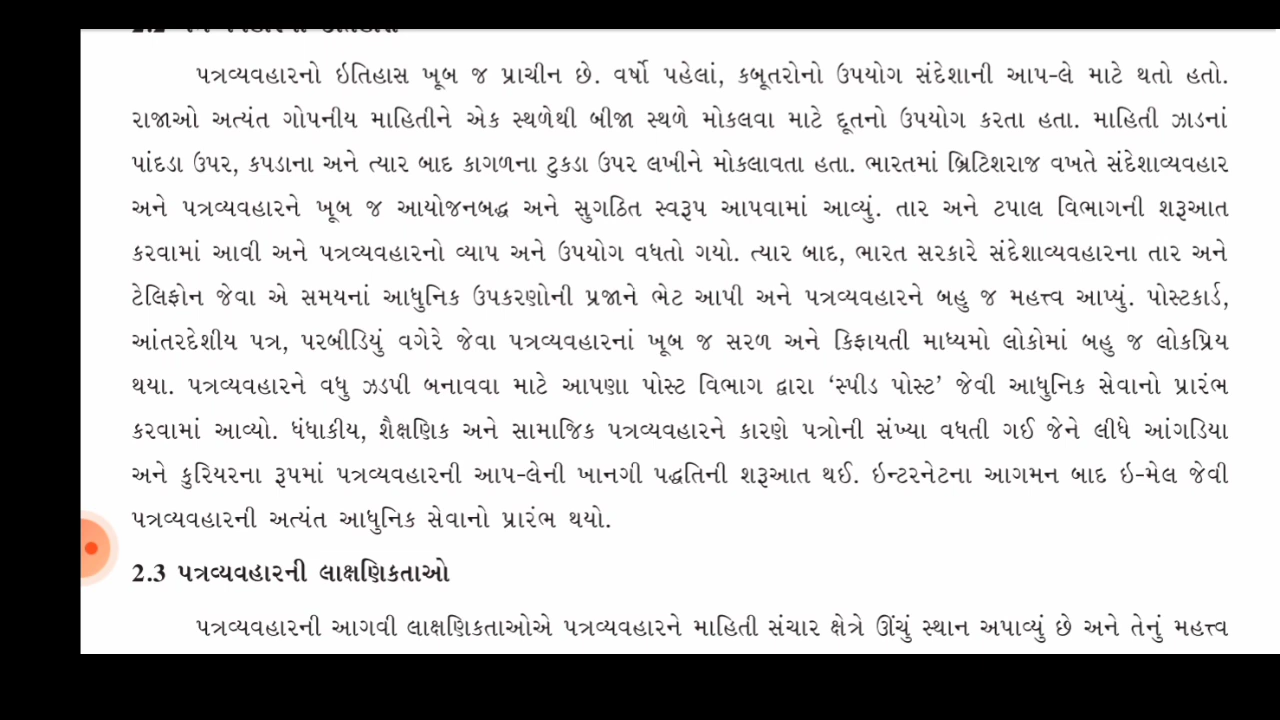 પત્રવ્યવહારનો ઇતિહાસ ખૂબ જ પ્રાચીન છે. વર્ષો પહેલાં, કબૂતરોનો ઉપયોગ સંદેશાની આપ-લે માટે થતો હતો.
રાજાઓ અત્યંત ગોપનીય માહિતીને એક સ્થળેથી બીજા સ્થળે મોકલવા માટે દૂતનો ઉપયોગ કરતા હતા. માહિતી ઝાડનાં
પાંદડા ઉપર, કપડાના અને ત્યાર બાદ કાગળના ટુકડા ઉપર લખીને મોકલાવતા હતા. ભારતમાં બ્રિટિશરાજ વખતે સંદેશાવ્યવહાર
અને પત્રવ્યવહારને ખૂબ જ આયોજનબદ્ધ અને સુગઠિત સ્વરૂપ આપવામાં આવ્યું. તાર અને ટપાલ વિભાગની શરૂઆત
કરવામાં આવી અને પત્રવ્યવહારનો વ્યાપ અને ઉપયોગ વધતો ગયો. ત્યાર બાદ, ભારત સરકારે સંદેશાવ્યવહારના તાર અને
ટેલિફોન જેવા એ સમયનાં આધુનિક ઉપકરણોની પ્રજાને ભેટ આપી અને પત્રવ્યવહારને બહુ જ મહત્ત્વ આપ્યું. પોસ્ટકાર્ડ,
આંતરદેશીય પત્ર, પરબીડિયું વગેરે જેવા પત્રવ્યવહારનાં ખૂબ જ સરળ અને કિફાયતી માધ્યમો લોકોમાં બહુ જ લોકપ્રિય
થયા. પત્રવ્યવહારને વધુ ઝડપી બનાવવા માટે આપણા પોસ્ટ વિભાગ દ્વારા ‘સ્પીડ પોસ્ટ’ જેવી આધુનિક સેવાનો પ્રારંભ
કરવામાં આવ્યો. ધંધાકીય, શૈક્ષણિક અને સામાજિક પત્રવ્યવહારને કારણે પત્રોની સંખ્યા વધતી ગઈ જેને લીધે આંગડિયા
અને કુરિયરના રૂપમાં પત્રવ્યવહારની આપ-લેની ખાનગી પદ્ધતિની શરૂઆત થઈ. ઇન્ટરનેટના આગમન બાદ ઇ-મેલ જેવી
પત્રવ્યવહારની અત્યંત આધુનિક સેવાનો પ્રારંભ થયો.
2.3 પત્રવ્યવહારની લાક્ષણિકતાઓ
પત્રવ્યવહારની આગવી લાક્ષણિકતાઓએ પત્રવ્યવહારને માહિતી સંચાર ક્ષેત્રે ઊંચું સ્થાન અપાવ્યું છે અને તેનું મહત્ત્વ